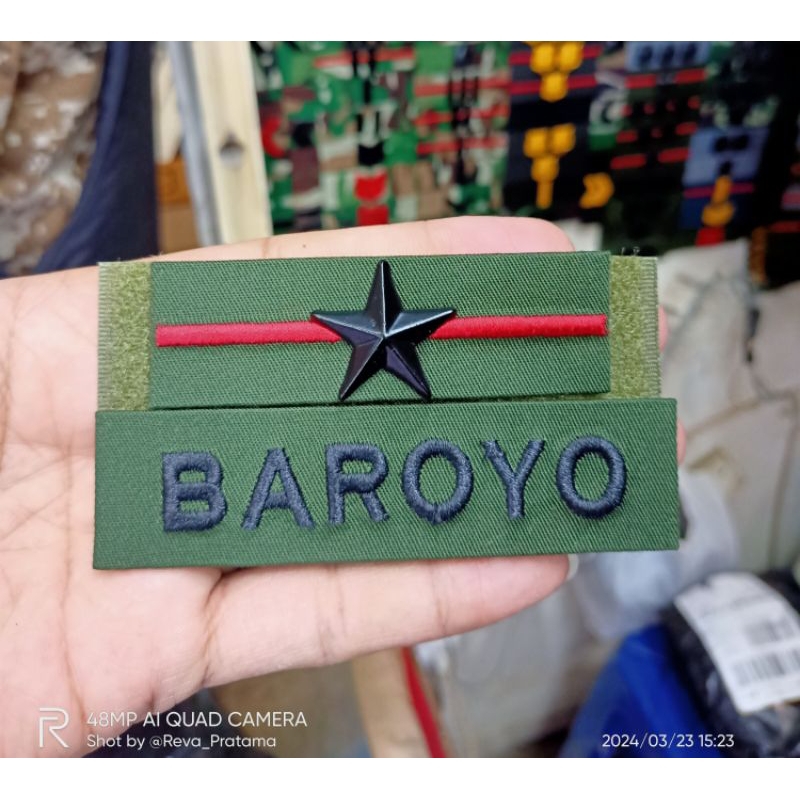 BAROYO
R 48MP AI QUAD CAMERA
Shot by @Reva_Pratama
2024/03/23 15:23